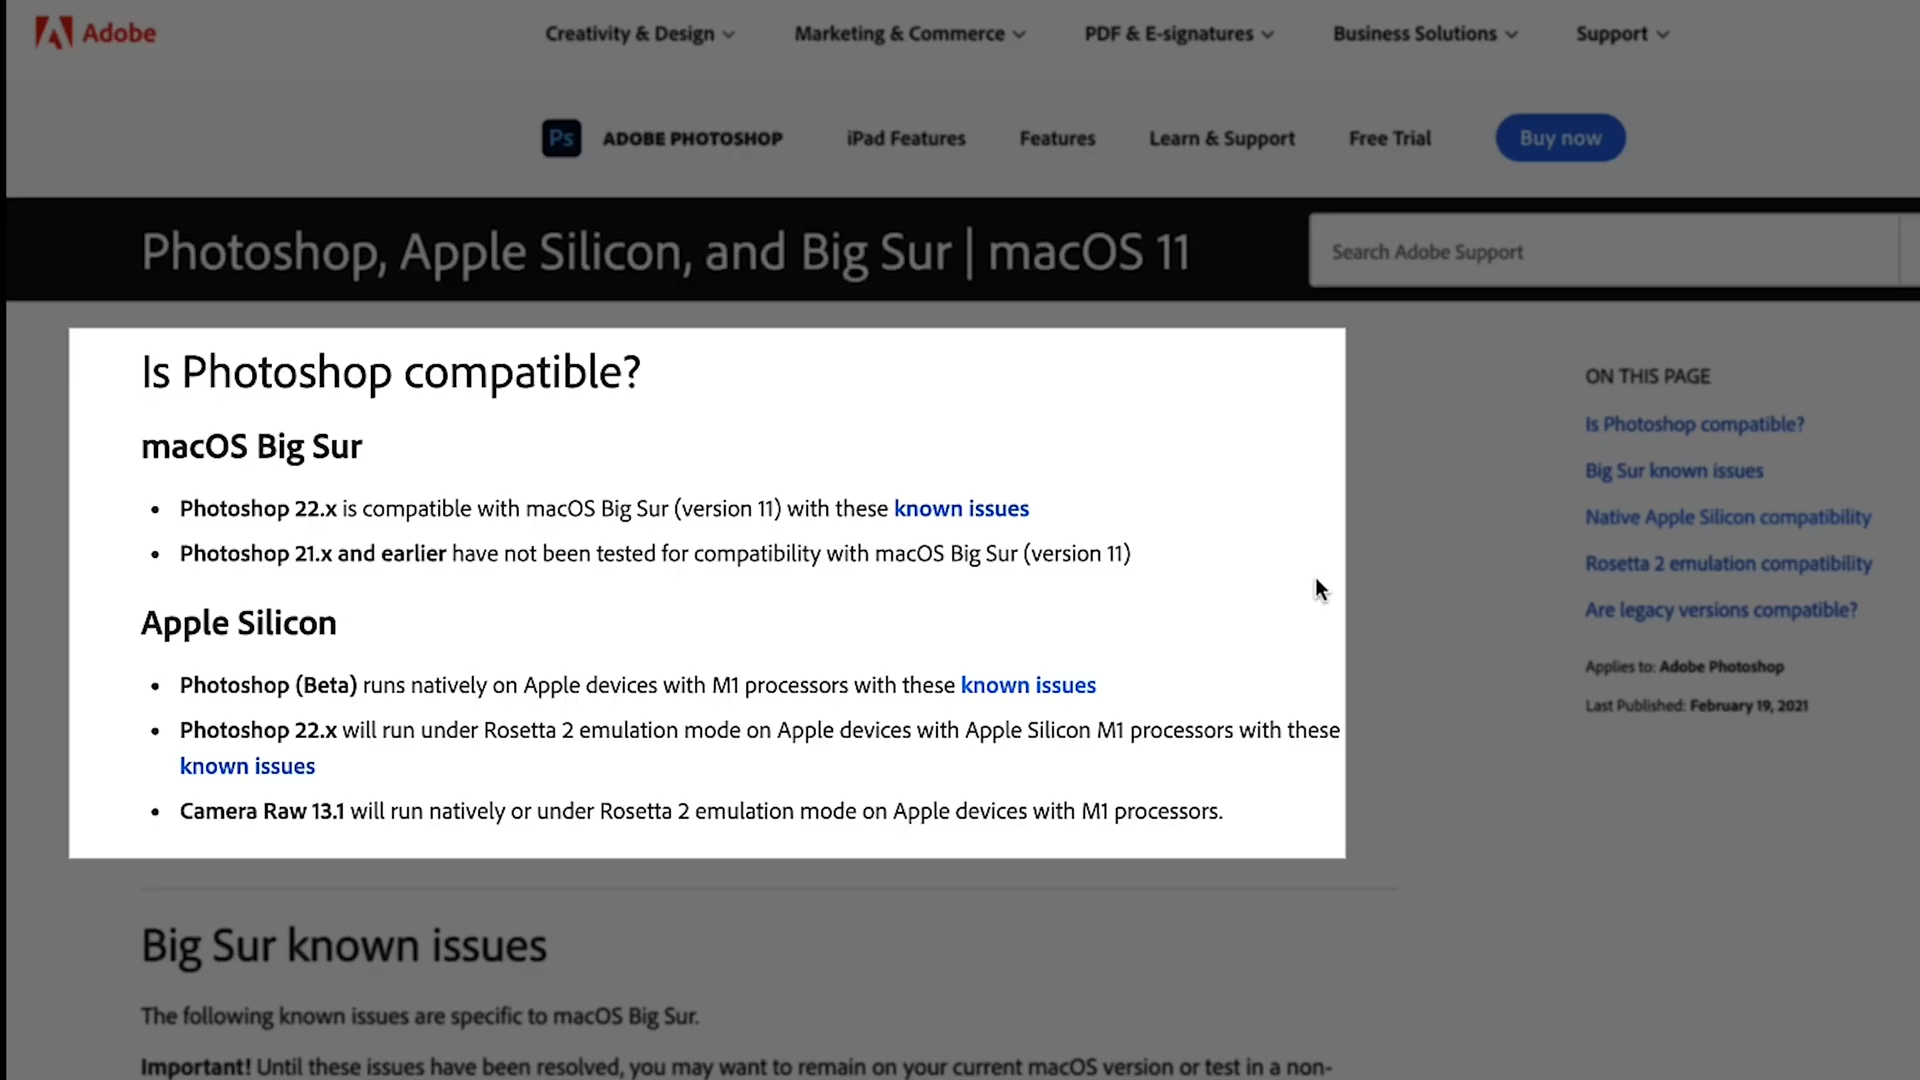 Adobe
Creativity & Design
Marketing & Commerce
PDF & E-signatures
Business Solutions
Support
Ps
ADOBE PHOTOSHOP
iPad Features
Features
Learn & Support
Free Trial
Buy now
Photoshop, Apple Silicon, and Big Sur | macOS 11
Search Adobe Support
Is Photoshop compatible?
macOS Big Sur
• Photoshop 22.x is compatible with macOS Big Sur (version 11) with these known issues
• Photoshop 21.x and earlier have not been tested for compatibility with macOS Big Sur (version 11)
Apple Silicon
• Photoshop (Beta) runs natively on Apple devices with M1 processors with these known issues
• Photoshop 22.x will run under Rosetta 2 emulation mode on Apple devices with Apple Silicon M1 processors with these
known issues
• Camera Raw 13.1 will run natively or under Rosetta 2 emulation mode on Apple devices with M1 processors.
Big Sur known issues
The following known issues are specific to macOS Big Sur.
Important! Until these issues have been resolved, you may want to remain on your current macOS version or test in a non-
ON THIS PAGE
Is Photoshop compatible?
Big Sur known issues
Native Apple Silicon compatibility
Rosetta 2 emulation compatibility
Are legacy versions compatible?
Applies to: Adobe Photoshop
Last Published: February 19, 2021